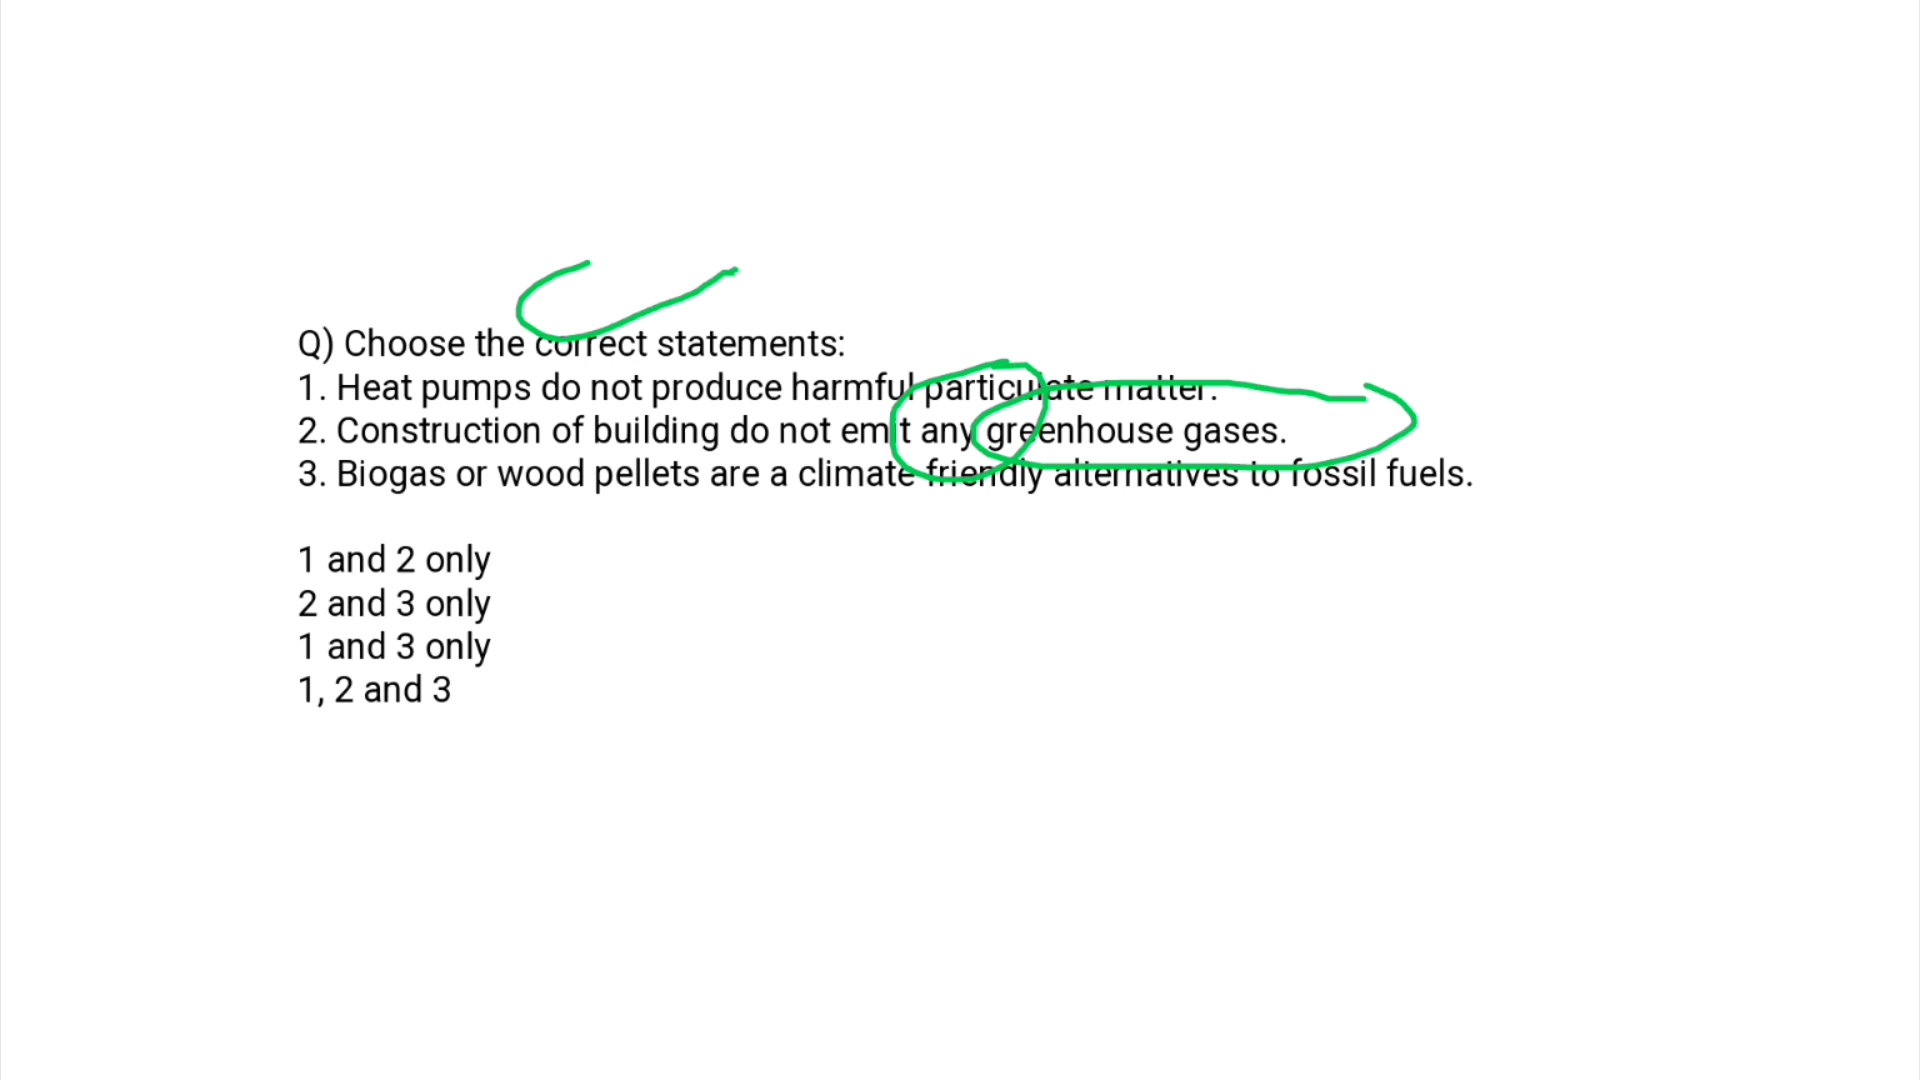 Q) Choose the correct statements:
1. Heat pumps do not produce harmful particulate matter.
2. Construction of building do not emit any greenhouse gases.
3. Biogas or wood pellets are a climate friendly alternatives to fossil fuels.
1 and 2 only
2 and 3 only
1 and 3 only
1, 2 and 3